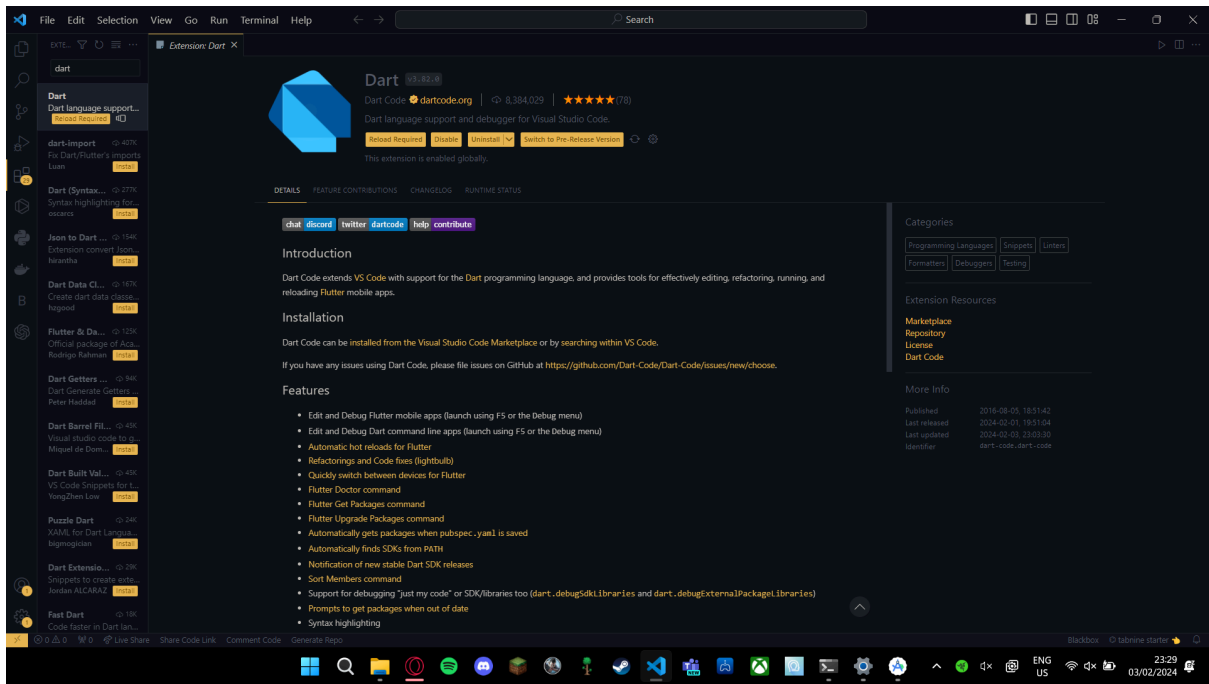 File Edit Selection View Go Run Terminal Help
Search
EXTE...
Extension: Dart
dart
Dart
Dart language support...
Reload Required
dart-import 407K
Fix Dart/Flutter's imports
Luan Install
Dart (Syntax... 277K
Syntax highlighting for...
oscarcs Install
Json to Dart ... 154K
Extension convert Json...
hirantha Install
Dart Data Cl... 167K
Create dart data classe...
hzgood Install
Flutter & Da... 125K
Official package of Aca...
Rodrigo Rahman Install
Dart Getters ... 94K
Dart Generate Getters ...
Peter Haddad Install
Dart Barrel Fil... 45K
Visual studio code to g...
Miquel de Dom... Install
Dart Built Val... 45K
VS Code Snippets for t...
YongZhen Low Install
Puzzle Dart 24K
XAML for Dart Langua...
bigmogician Install
Dart Extensio... 29K
Snippets to create exte...
Jordan ALCARAZ Install
Fast Dart 18K
Code faster in Dart lan...
Dart v3.82.0
Dart Code dartcode.org 8,384,029 (78)
Dart language support and debugger for Visual Studio Code.
Reload Required Disable Uninstall Switch to Pre-Release Version
This extension is enabled globally.
DETAILS FEATURE CONTRIBUTIONS CHANGELOG RUNTIME STATUS
chat discord twitter dartcode help contribute
Introduction
Dart Code extends VS Code with support for the Dart programming language, and provides tools for effectively editing, refactoring, running, and
reloading Flutter mobile apps.
Installation
Dart Code can be installed from the Visual Studio Code Marketplace or by searching within VS Code.
If you have any issues using Dart Code, please file issues on GitHub at https://github.com/Dart-Code/Dart-Code/issues/new/choose.
Features
• Edit and Debug Flutter mobile apps (launch using F5 or the Debug menu)
• Edit and Debug Dart command line apps (launch using F5 or the Debug menu)
• Automatic hot reloads for Flutter
• Refactorings and Code fixes (lightbulb)
• Quickly switch between devices for Flutter
• Flutter Doctor command
• Flutter Get Packages command
• Flutter Upgrade Packages command
• Automatically gets packages when pubspec.yaml is saved
• Automatically finds SDKs from PATH
• Notification of new stable Dart SDK releases
• Sort Members command
• Support for debugging "just my code" or SDK/libraries too (dart.debugSdkLibraries and dart.debugExternalPackageLibraries)
• Prompts to get packages when out of date
• Syntax highlighting
Categories
Programming Languages Snippets Linters
Formatters Debuggers Testing
Extension Resources
Marketplace
Repository
License
Dart Code
More Info
Published 2016-08-05, 18:51:42
Last released 2024-02-01, 19:51:04
Last updated 2024-02-03, 23:03:30
Identifier dart-code.dart-code
0 0 0 Live Share Share Code Link Comment Code Generate Repo
Blackbox tabnine starter
ENG
US
23:29
03/02/2024